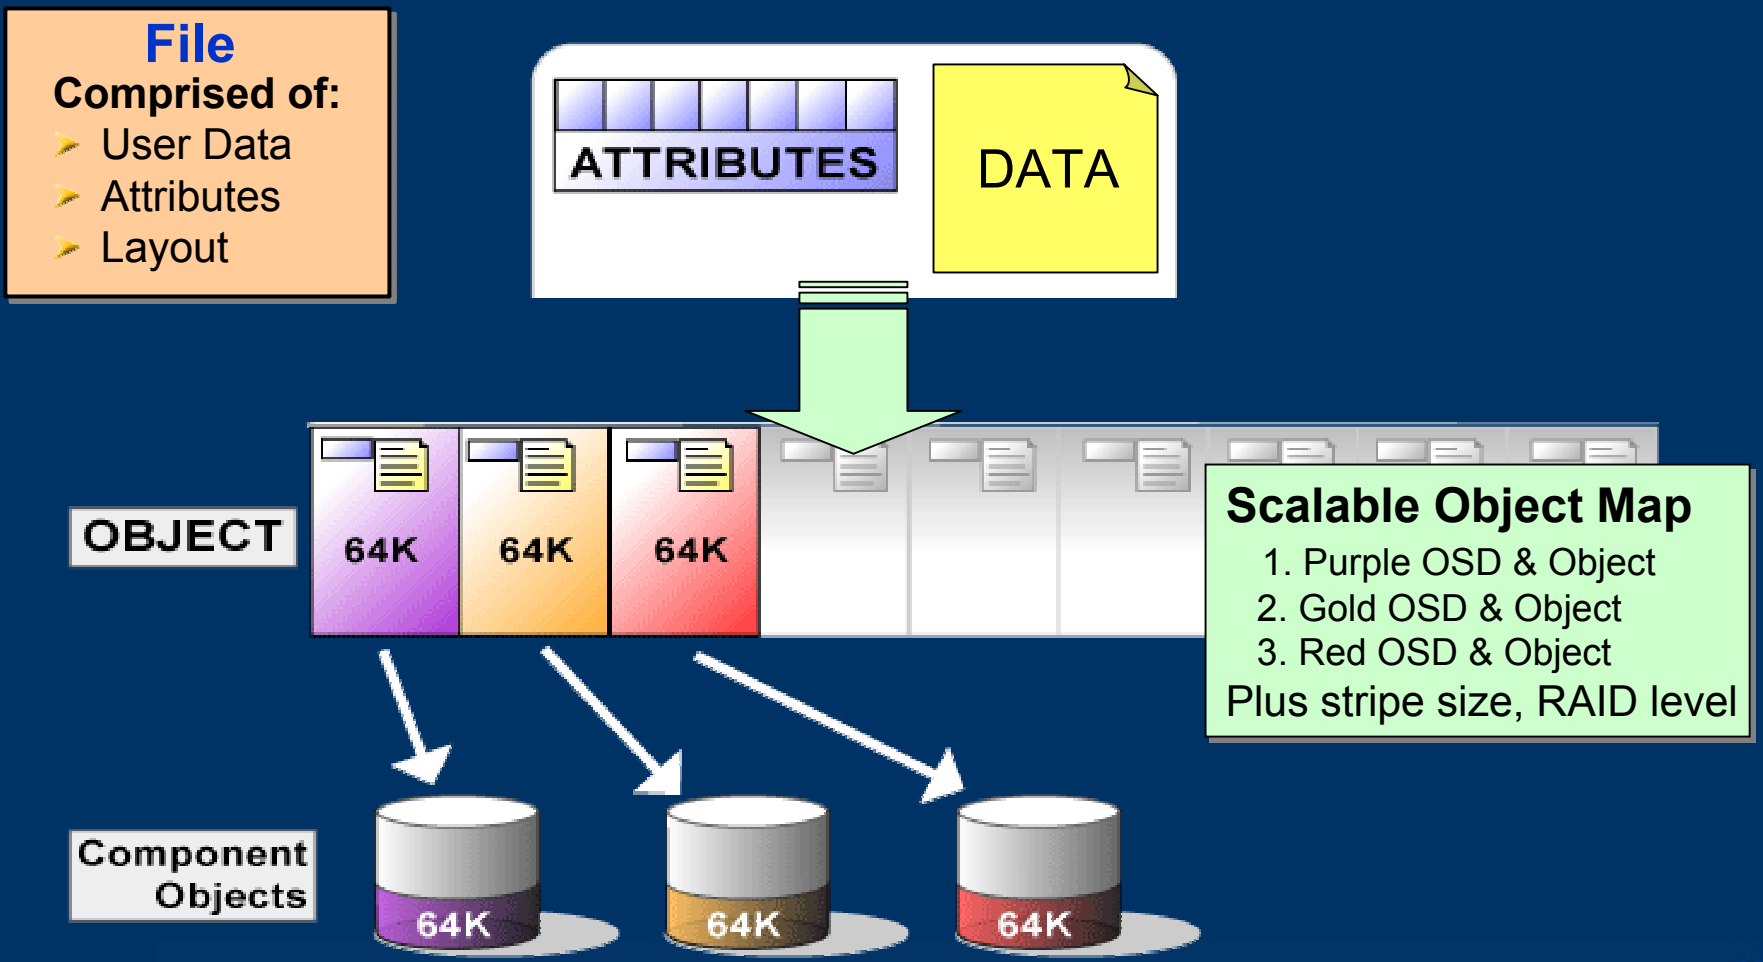 File
Comprised of:
User Data
Attributes
Layout
ATTRIBUTES
DATA
OBJECT
64K
64K
64K
Scalable Object Map
1. Purple OSD & Object
2. Gold OSD & Object
3. Red OSD & Object
Plus stripe size, RAID level
Component
Objects
64K
64K
64K